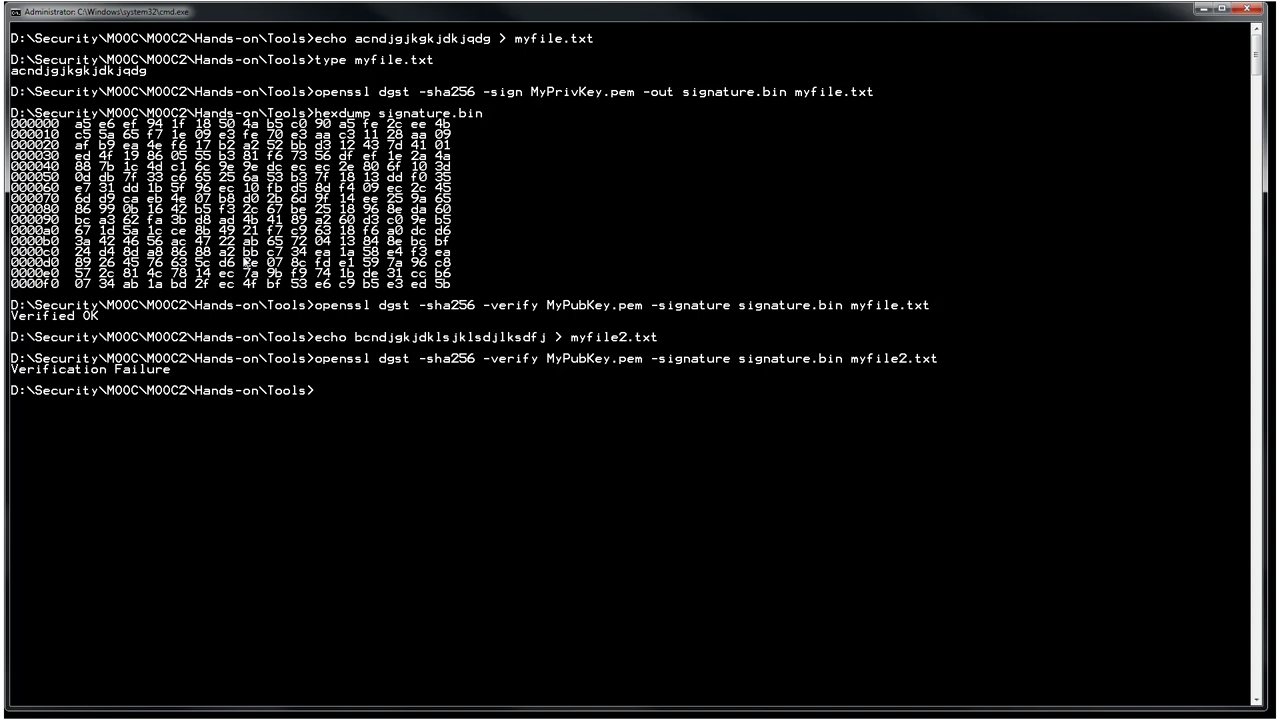 Administrator: C:\Windows\system32\cmd.exe
D:\Security\MOOC\MOOC2\Hands-on\Tools>echo acndjgjkgkjdkjqdg > myfile.txt
D:\Security\MOOC\MOOC2\Hands-on\Tools>type myfile.txt
acndjgjkgkjdkjqdg
D:\Security\MOOC\MOOC2\Hands-on\Tools>openssl dgst -sha256 -sign MyPrivKey.pem -out signature.bin myfile.txt
D:\Security\MOOC\MOOC2\Hands-on\Tools>hexdump signature.bin
000000 a5 e6 ef 94 1f 18 50 4a b5 c0 90 a5 fe 2c ee 4b
000010 c5 5a 65 f7 1e 09 e3 fe 70 e3 aa c3 11 28 aa 09
000020 af b9 ea 4e f6 17 b2 a2 52 bb d3 12 43 7d 41 01
000030 ed 4f 19 86 05 55 b3 81 f6 73 56 df ef 1e 2a 4a
000040 88 7b 1c 4d c1 6c 9e 9e dc ec ec 2e 80 6f 10 3d
000050 0d db 7f 33 c6 65 25 6a 53 b3 7f 18 13 dd f0 35
000060 e7 31 dd 1b 5f 96 ec 10 fb d5 8d f4 09 ec 2c 45
000070 6d d9 ca eb 4e 07 b8 d0 2b 6d 9f 14 ee 25 9a 65
000080 86 99 0b 16 42 b5 f3 2c 67 be 25 18 96 8e da 60
000090 bc a3 62 fa 3b d8 ad 4b 41 89 a2 60 d3 c0 9e b5
0000a0 67 1d 5a 1c ce 8b 49 21 f7 c9 63 18 f6 a0 dc d6
0000b0 3a 42 46 56 ac 47 22 ab 65 72 04 13 84 8e bc bf
0000c0 24 d4 8d a8 86 88 a2 bb c7 34 ea 1a 58 e4 f3 ea
0000d0 89 26 45 76 63 5c d6 07 8c fd e1 59 7a 96 c8
0000e0 57 2c 81 4c 78 14 ec 7a 9b f9 74 1b de 31 cc b6
0000f0 07 34 ab 1a bd 2f ec 4f bf 53 e6 c9 b5 e3 ed 5b
D:\Security\MOOC\MOOC2\Hands-on\Tools>openssl dgst -sha256 -verify MyPubKey.pem -signature signature.bin myfile.txt
Verified OK
D:\Security\MOOC\MOOC2\Hands-on\Tools>echo bcndjgkjdklsjklsdjlksdfj > myfile2.txt
D:\Security\MOOC\MOOC2\Hands-on\Tools>openssl dgst -sha256 -verify MyPubKey.pem -signature signature.bin myfile2.txt
Verification Failure
D:\Security\MOOC\MOOC2\Hands-on\Tools>